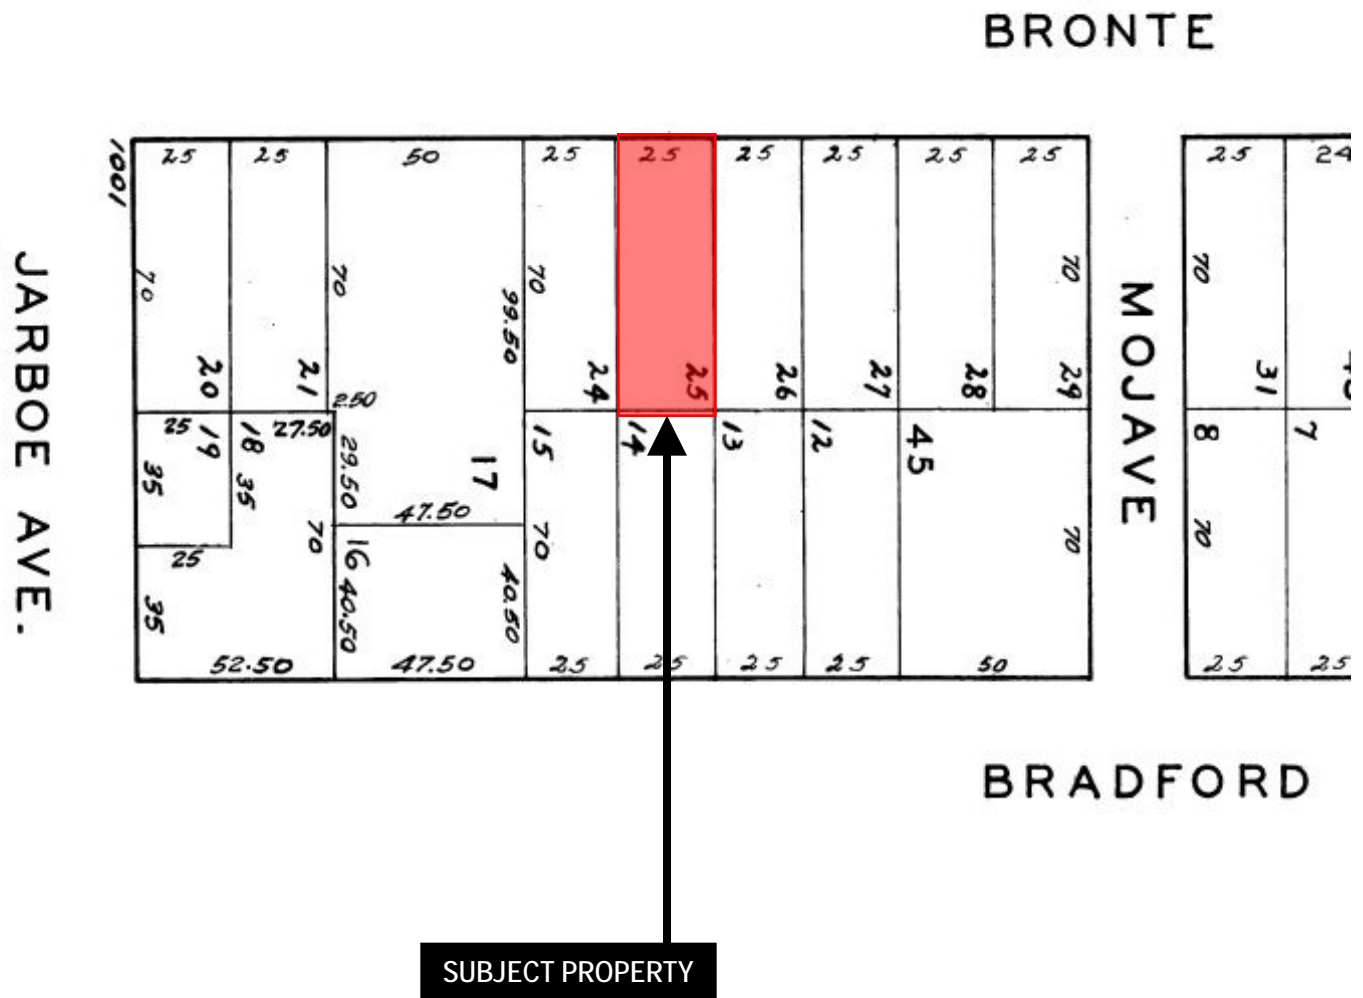 BRONTE
1001
25 25 50 25 25 25 25 25 25 25 24
JARBOE AVE.
70 70 99.50 70 70 70
MOJAVE
20 21 24 25 26 27 28 29 31
2.50
25 19 18 27.50 29.50 17 15 14 13 12 45 8 7
35 35 47.50
25 70 16 70 70 70
35 40.50 40.50
52.50 47.50 25 25 25 25 50 25 25
BRADFORD
SUBJECT PROPERTY